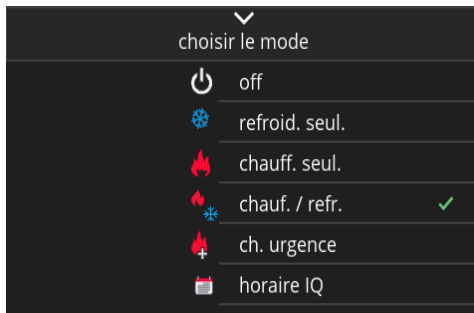 choisir le mode
off
refroid. seul.
chauff. seul.
chauf. / refr.
ch. urgence
horaire IQ